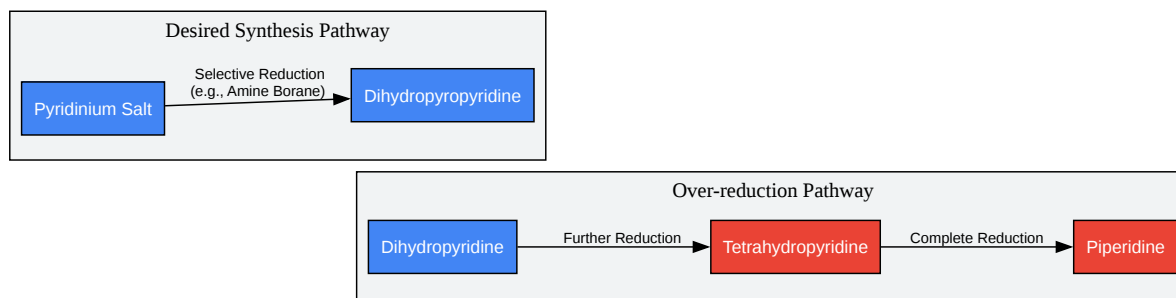 Desired Synthesis Pathway
Selective Reduction
(e.g., Amine Borane)
Pyridinium Salt
Dihydropyropyridine
Over-reduction Pathway
Dihydropyridine
Further Reduction
Tetrahydropyridine
Complete Reduction
Piperidine